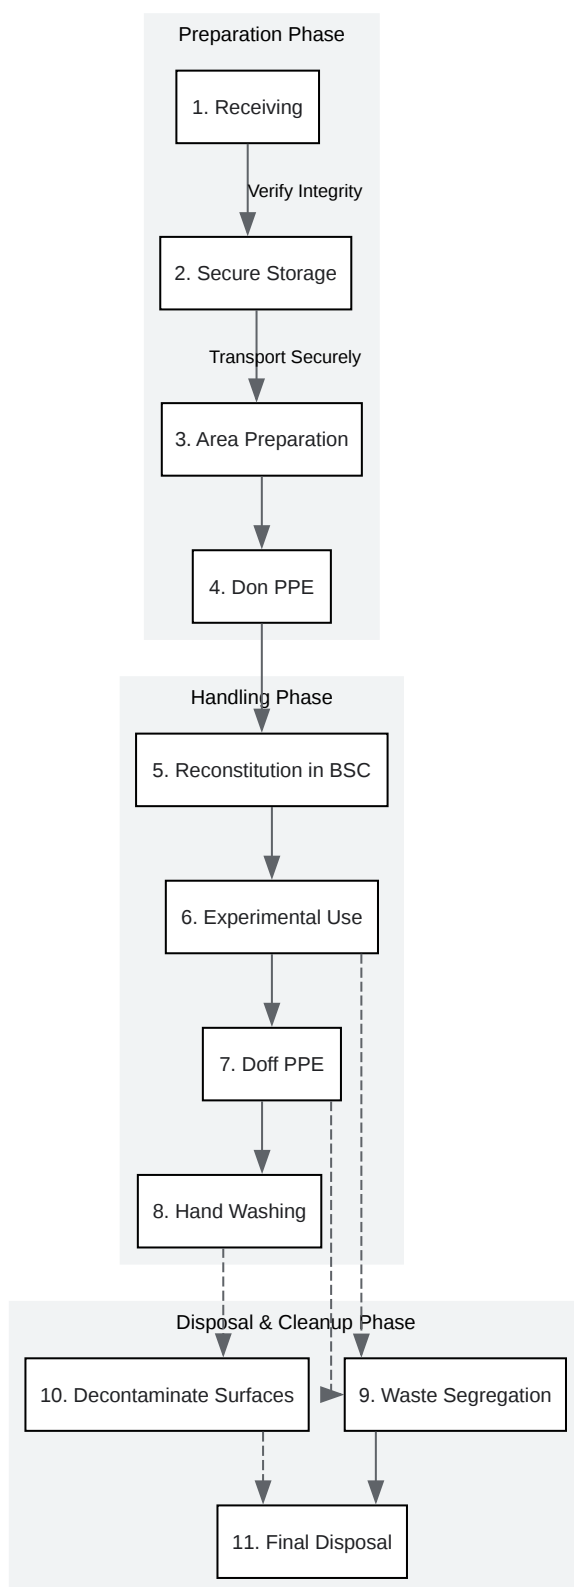 Preparation Phase
1. Receiving
Verify Integrity
2. Secure Storage
Transport Securely
3. Area Preparation
4. Don PPE
Handling Phase
5. Reconstitution in BSC
6. Experimental Use
7. Doff PPE
8. Hand Washing
Disposal & Cleanup Phase
10. Decontaminate Surfaces
9. Waste Segregation
11. Final Disposal